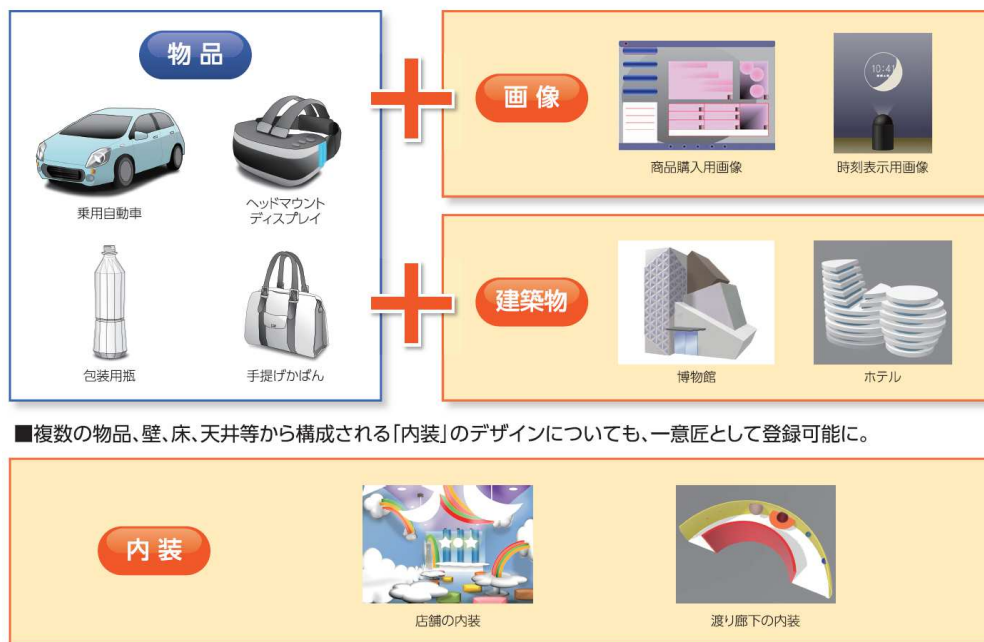 物品
乗用自動車
ヘッドマウント
ディスプレイ
包装用瓶
手提げかばん
画像
商品購入用画像
10:41
時刻表示用画像
建築物
博物館
ホテル
■複数の物品、壁、床、天井等から構成される「内装」のデザインについても、一意匠として登録可能に。
内装
店舗の内装
渡り廊下の内装